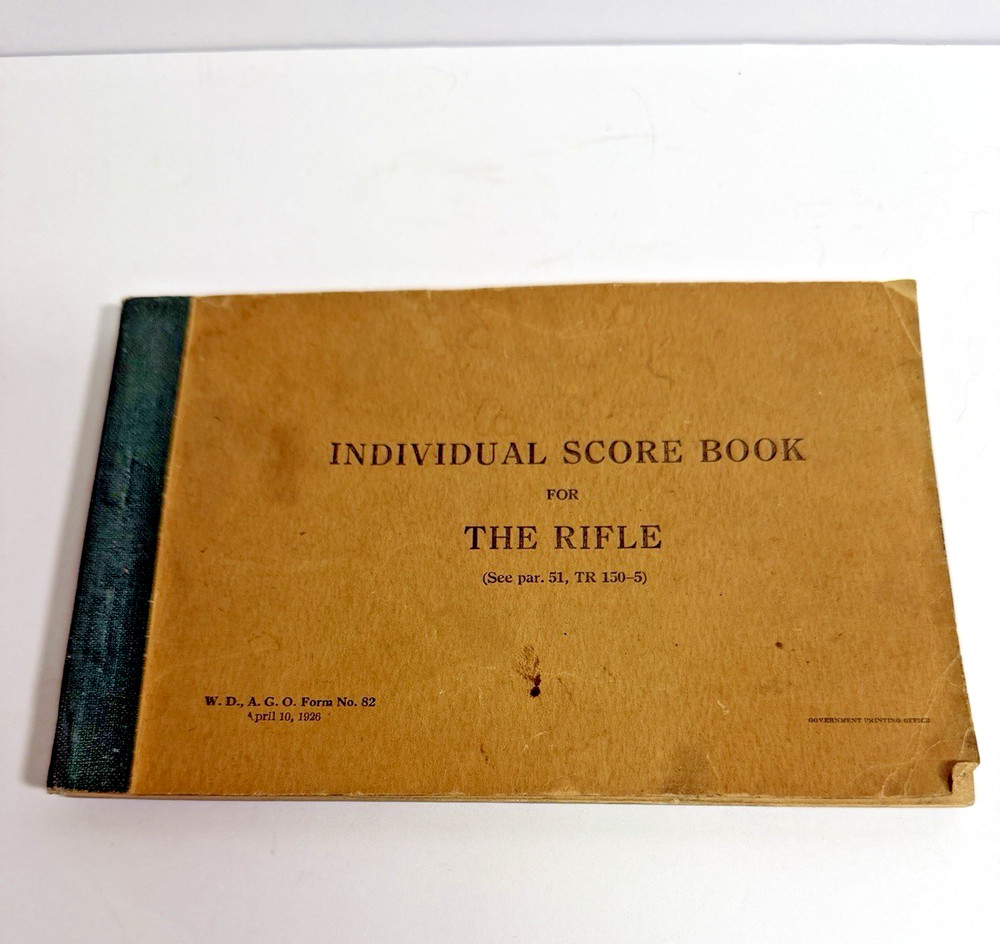 INDIVIDUAL SCORE BOOK
FOR
THE RIFLE
(See par. 51, TR 150–5)
W. D., A. G. O. Form No. 82
April 10, 1926
GOVERNMENT PRINTING OFFICE